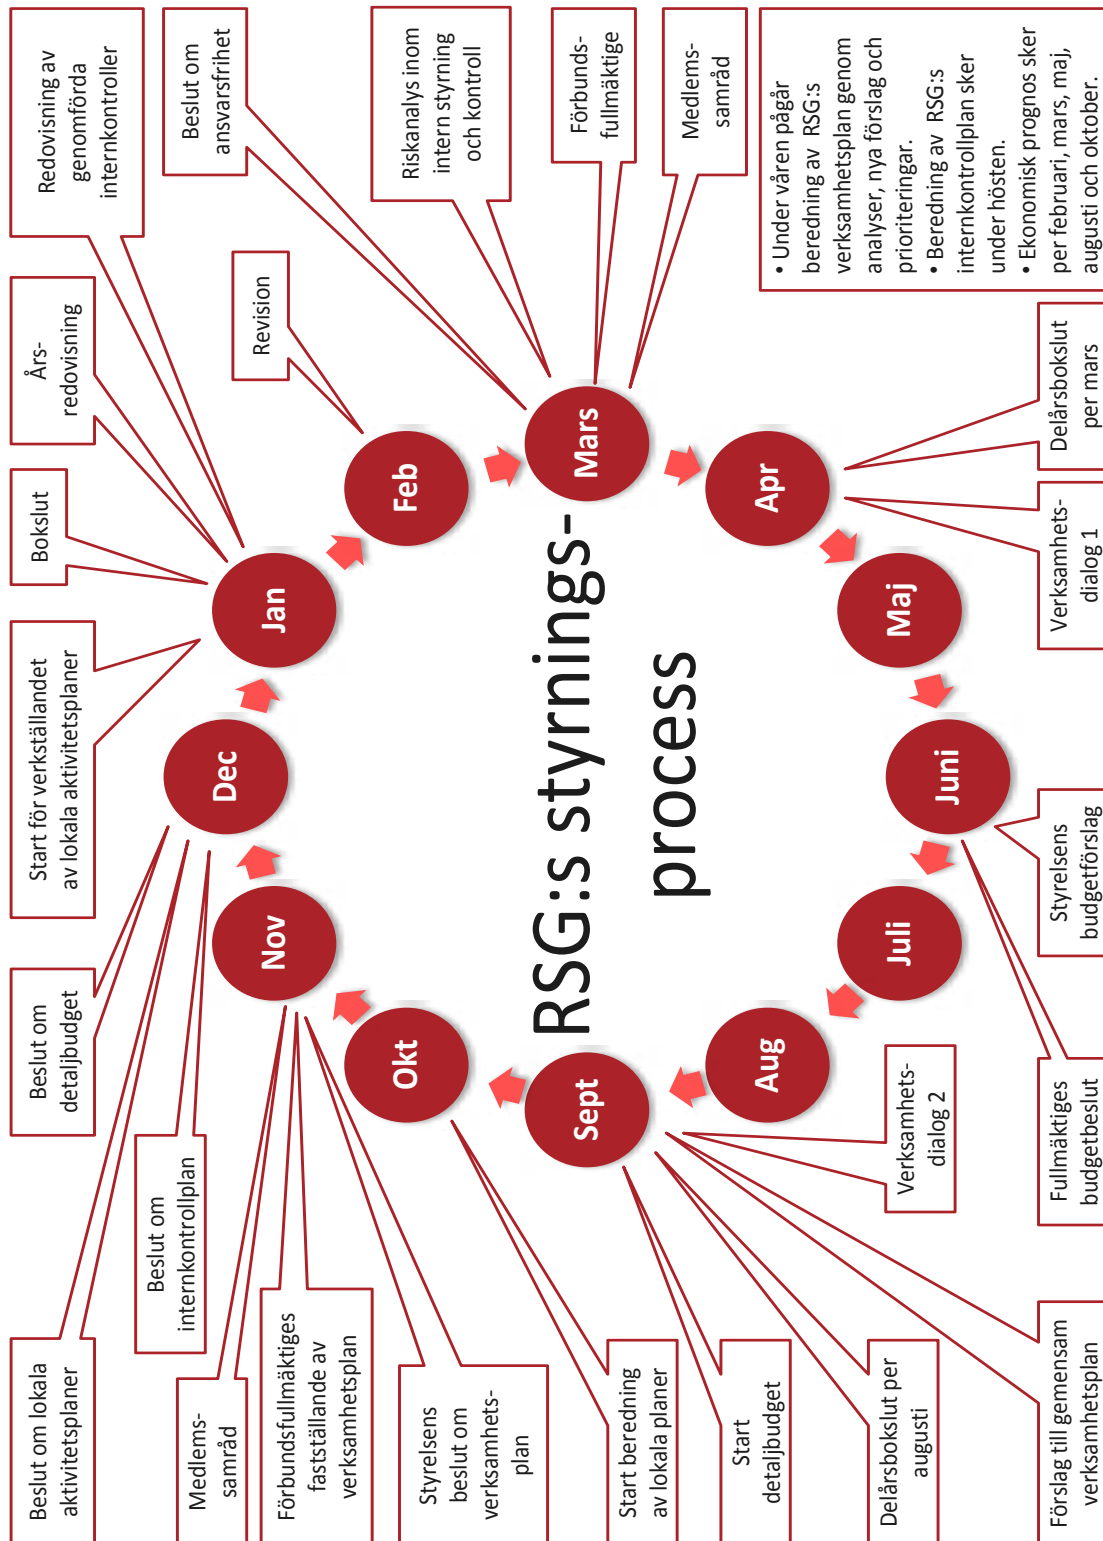 Beslut om lokala
aktivitetsplaner
Beslut om
detaljbudget
Start för verkställandet
av lokala aktivitetsplaner
Bokslut
Års-
redovisning
Redovisning av
genomförda
internkontroller
Beslut om
internkontrollplan
Beslut om
ansvarsfrihet
Medlems-
samråd
Revision
Förbundsfullmäktiges
fastställande av
verksamhetsplan
Riskanalys inom
intern styrning
och kontroll
Styrelsens
beslut om
verksamhets-
plan
Förbunds-
fullmäktige
Start beredning
av lokala planer
Medlems-
samråd
Start
detaljbudget
Delårsbokslut per
augusti
Förslag till gemensam
verksamhetsplan
Verksamhets-
dialog 2
Fullmäktiges
budgetbeslut
Styrelsens
budgetförslag
Verksamhets-
dialog 1
Delårsbokslut
per mars
Jan
Feb
Mars
Apr
Maj
Juni
Juli
Aug
Sept
Okt
Nov
Dec
RSG:s styrnings-
process
• Under våren pågår
beredning av RSG:s
verksamhetsplan genom
analyser, nya förslag och
prioriteringar.
• Beredning av RSG:s
internkontrollplan sker
under hösten.
• Ekonomisk prognos sker
per februari, mars, maj,
augusti och oktober.